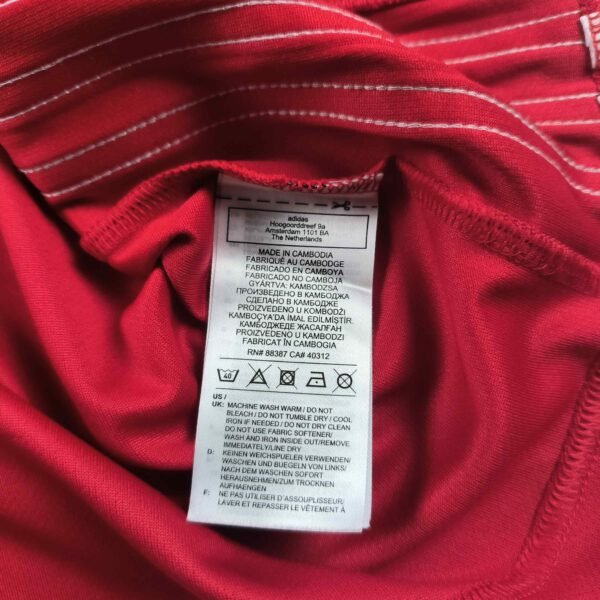 adidas
Hoogoorddreef 9a
Amsterdam 1101 BA
The Netherlands
MADE IN CAMBODIA
FABRIQUÉ AU CAMBODGE
FABRICADO EN CAMBOYA
FABRICADO NO CAMBOJA
GYÁRTVA: KAMBODZSA
ПРОИЗВЕДЕНО В КАМБОДЖА
СДЕЛАНО В КАМБОДЖЕ
PROIZVEDENO U KOMBODŽI
KAMBOÇYA'DA IMAL EDİLMİŞTİR.
КАМБОДЖЕДЕ ЖАСАЛҒАН
PROIZVEDENO U KAMBODZI
FABRICAT ÎN CAMBOGIA
RN# 88387 CA# 40312
40
US /
UK: MACHINE WASH WARM / DO NOT
BLEACH / DO NOT TUMBLE DRY / COOL
IRON IF NEEDED / DO NOT DRY CLEAN
DO NOT USE FABRIC SOFTENER/
WASH AND IRON INSIDE OUT/REMOVE
IMMEDIATELY/LINE DRY
D: KEINEN WEICHSPUELER VERWENDEN/
WASCHEN UND BUEGELN VON LINKS/
NACH DEM WASCHEN SOFORT
HERAUSNEHMEN/ZUM TROCKNEN
AUFHAENGEN
F: NE PAS UTILISER D'ASSOUPLISSEUR/
LAVER ET REPASSER LE VÊTEMENT À